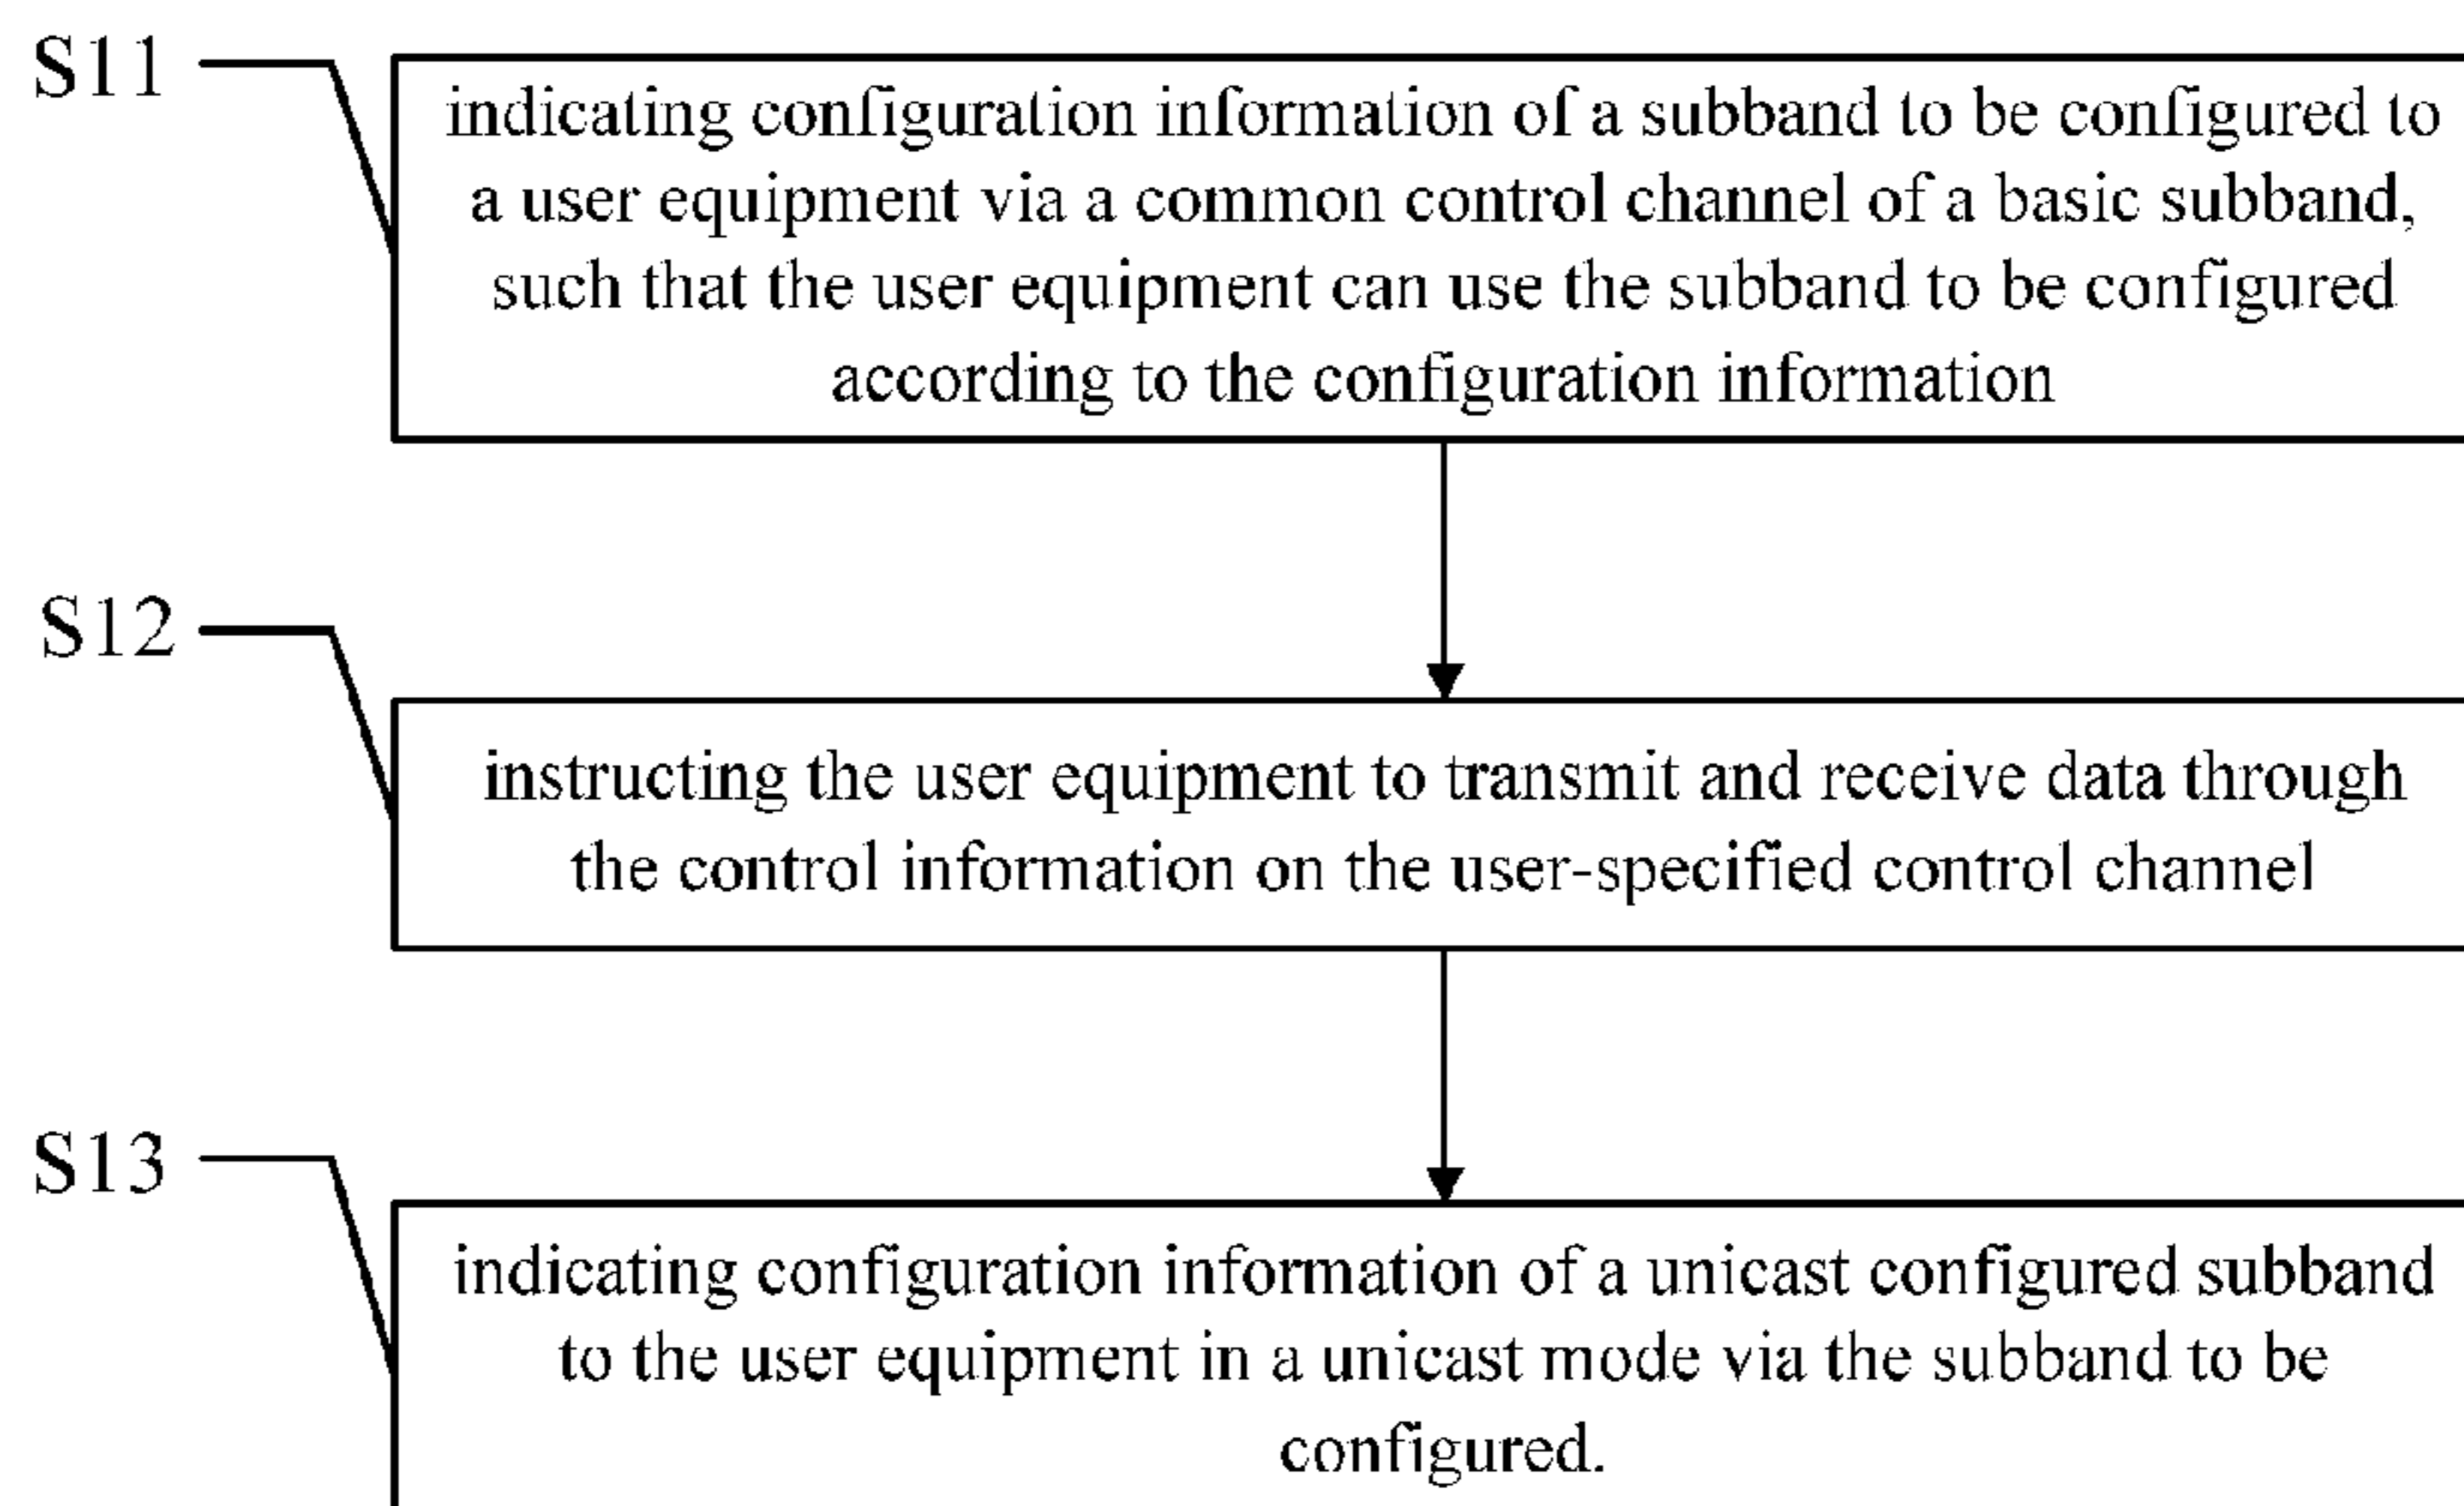 S11
indicating configuration information of a subband to be configured to
a user equipment via a common control channel of a basic subband,
such that the user equipment can use the subband to be configured
according to the configuration information
S12
instructing the user equipment to transmit and receive data through
the control information on the user-specified control channel
S13
indicating configuration information of a unicast configured subband
to the user equipment in a unicast mode via the subband to be
configured.